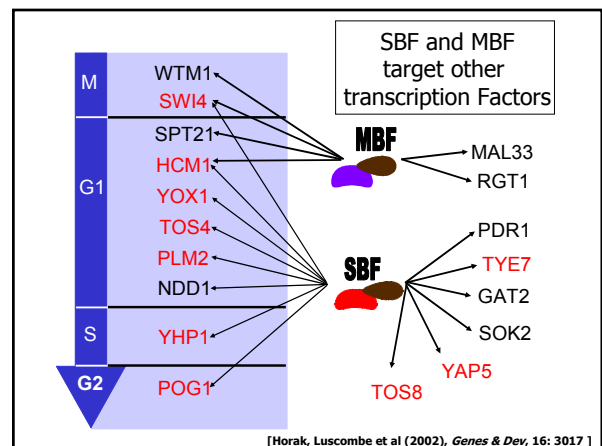 SBF and MBF
target other
transcription Factors
M
WTM1
SWI4
G1
SPT21
HCM1
YOX1
TOS4
PLM2
NDD1
S
YHP1
G2
POG1
MBF
MAL33
RGT1
SBF
PDR1
TYE7
GAT2
SOK2
YAP5
TOS8
[Horak, Luscombe et al (2002), Genes & Dev, 16: 3017 ]